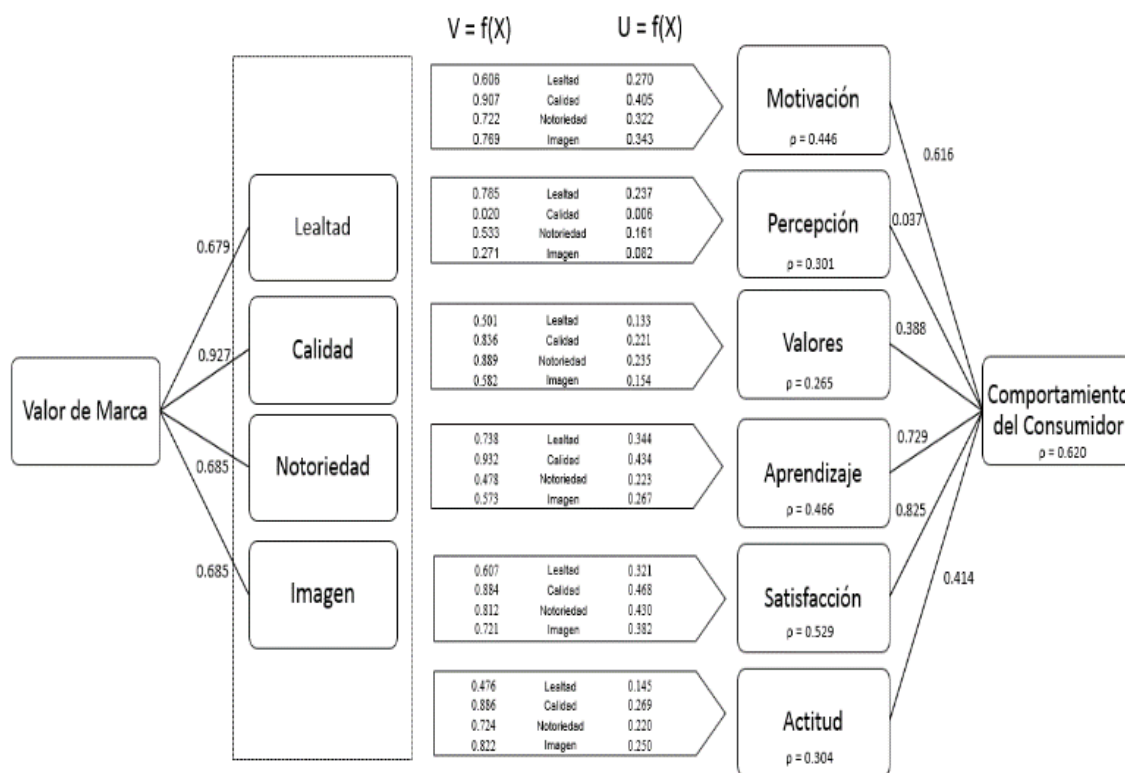 V = f(X)
U = f(X)
Valor de Marca
0.679
0.927
0.685
0.685
Lealtad
Calidad
Notoriedad
Imagen
0.606 Lealtad 0.270
0.907 Calidad 0.405
0.722 Notoriedad 0.322
0.769 Imagen 0.343
0.785 Lealtad 0.237
0.020 Calidad 0.006
0.533 Notoriedad 0.161
0.271 Imagen 0.082
0.501 Lealtad 0.133
0.836 Calidad 0.221
0.889 Notoriedad 0.235
0.582 Imagen 0.154
0.738 Lealtad 0.344
0.932 Calidad 0.434
0.478 Notoriedad 0.223
0.573 Imagen 0.267
0.607 Lealtad 0.321
0.884 Calidad 0.468
0.812 Notoriedad 0.430
0.721 Imagen 0.382
0.476 Lealtad 0.145
0.886 Calidad 0.269
0.724 Notoriedad 0.220
0.822 Imagen 0.250
Motivación
ρ = 0.446
Percepción
ρ = 0.301
Valores
ρ = 0.265
Aprendizaje
ρ = 0.466
Satisfacción
ρ = 0.529
Actitud
ρ = 0.304
0.616
0.037
0.388
0.729
0.825
0.414
Comportamiento
del Consumidor
ρ = 0.620